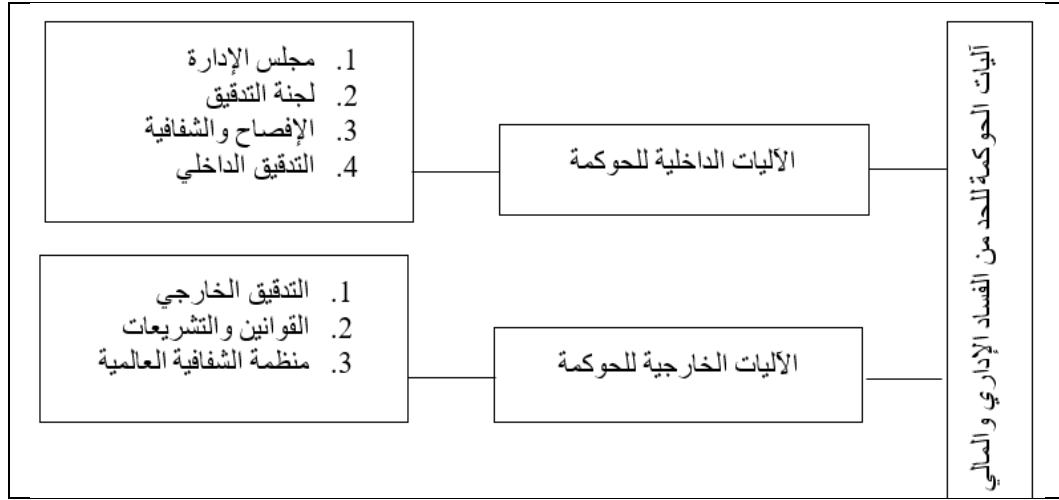 آليات الحوكمة للحد من الفساد الإداري والمالي
الآليات الداخلية للحوكمة
1. مجلس الإدارة
2. لجنة التدقيق
3. الإفصاح والشفافية
4. التدقيق الداخلي
الآليات الخارجية للحوكمة
1. التدقيق الخارجي
2. القوانين والتشريعات
3. منظمة الشفافية العالمية